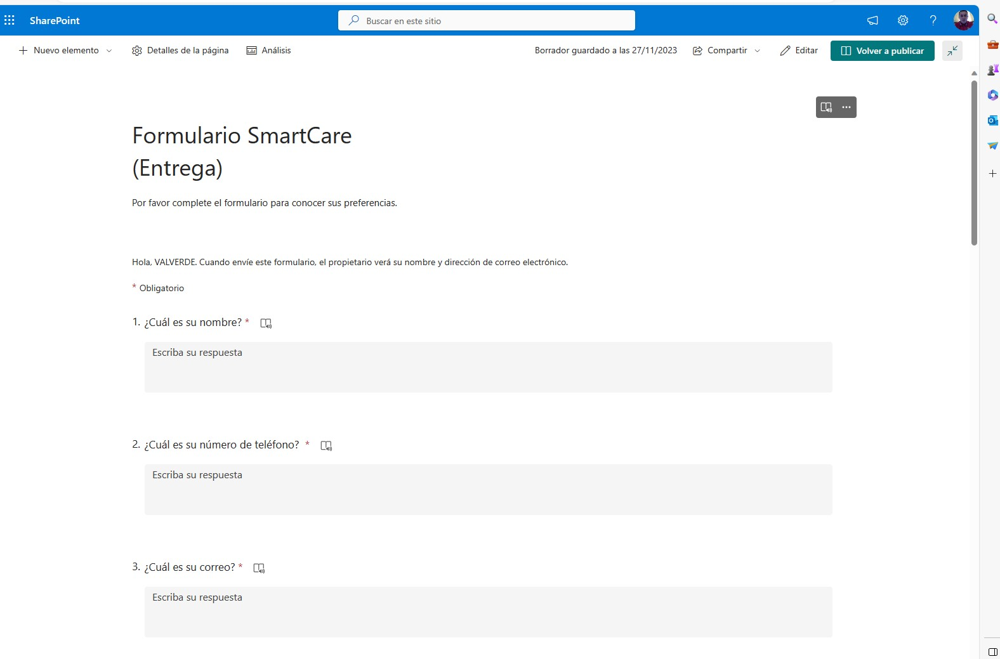 SharePoint
Buscar en este sitio
Nuevo elemento
Detalles de la página
Análisis
Borrador guardado a las 27/11/2023
Compartir
Editar
Volver a publicar
Formulario SmartCare
(Entrega)
Por favor complete el formulario para conocer sus preferencias.
Hola, VALVERDE. Cuando envíe este formulario, el propietario verá su nombre y dirección de correo electrónico.
* Obligatorio
1. ¿Cuál es su nombre? *
Escriba su respuesta
2. ¿Cuál es su número de teléfono? *
Escriba su respuesta
3. ¿Cuál es su correo? *
Escriba su respuesta